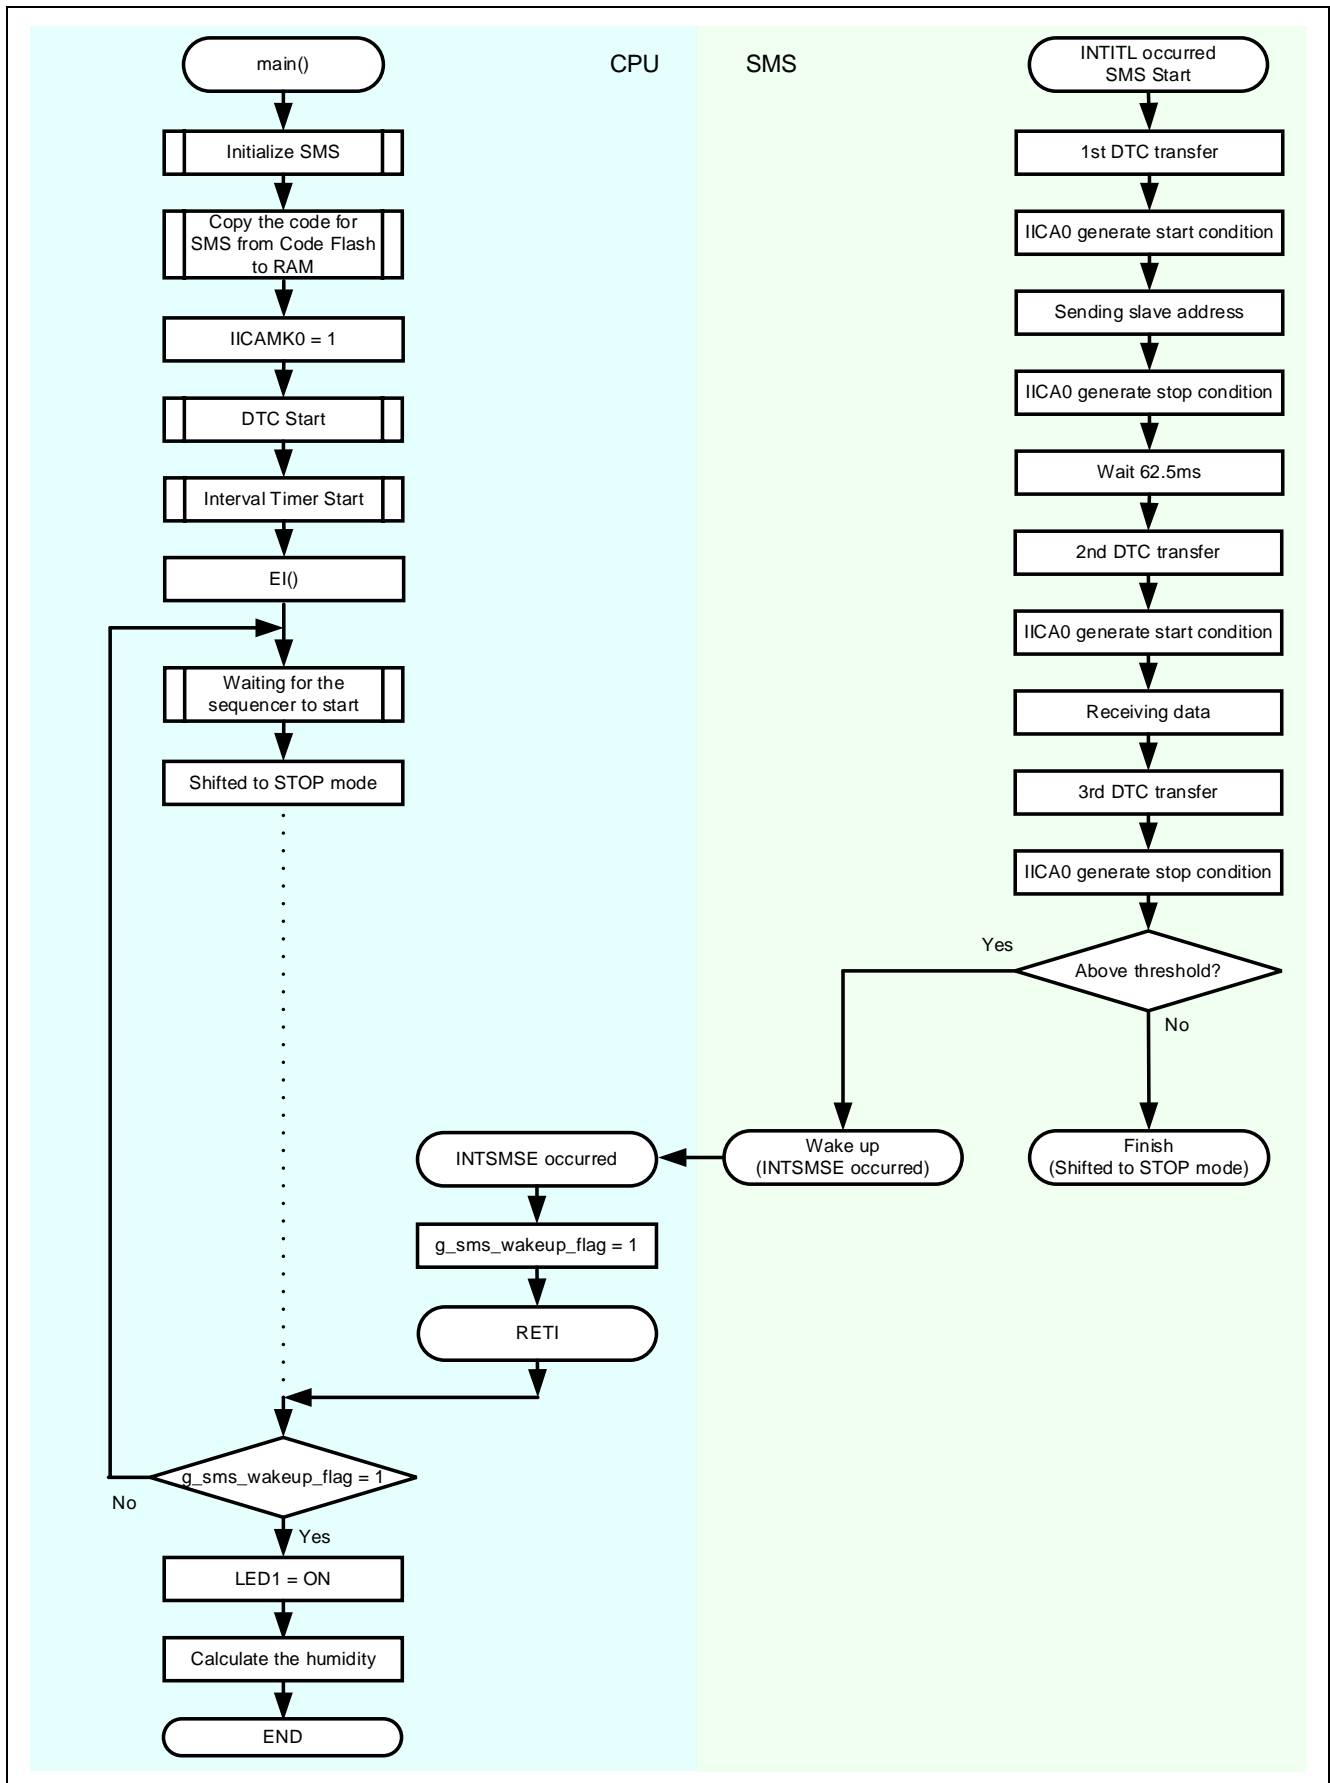 CPU
SMS
main()
Initialize SMS
Copy the code for
SMS from Code Flash
to RAM
IICAMK0 = 1
DTC Start
Interval Timer Start
EI()
Waiting for the
sequencer to start
Shifted to STOP mode
INTITL occurred
SMS Start
1st DTC transfer
IICA0 generate start condition
Sending slave address
IICA0 generate stop condition
Wait 62.5ms
2nd DTC transfer
IICA0 generate start condition
Receiving data
3rd DTC transfer
IICA0 generate stop condition
Above threshold?
Yes
No
Wake up
(INTSMSE occurred)
Finish
(Shifted to STOP mode)
INTSMSE occurred
g_sms_wakeup_flag = 1
RETI
g_sms_wakeup_flag = 1
No
Yes
LED1 = ON
Calculate the humidity
END